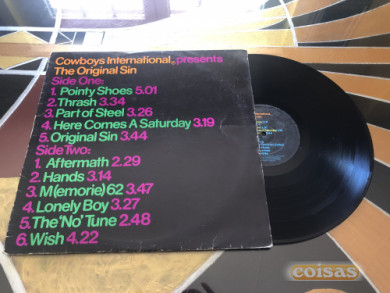 Cowboys International, presents
The Original Sin
Side One:
1. Pointy Shoes 5.01
2. Thrash 3.34
3. Part of Steel 3.26
4. Here Comes A Saturday 3.19
5. Original Sin 3.44
Side Two:
1. Aftermath 2.29
2. Hands 3.14
3. M(emorie) 62 3.47
4. Lonely Boy 3.27
5. The 'No' Tune 2.48
6. Wish 4.22
coisas